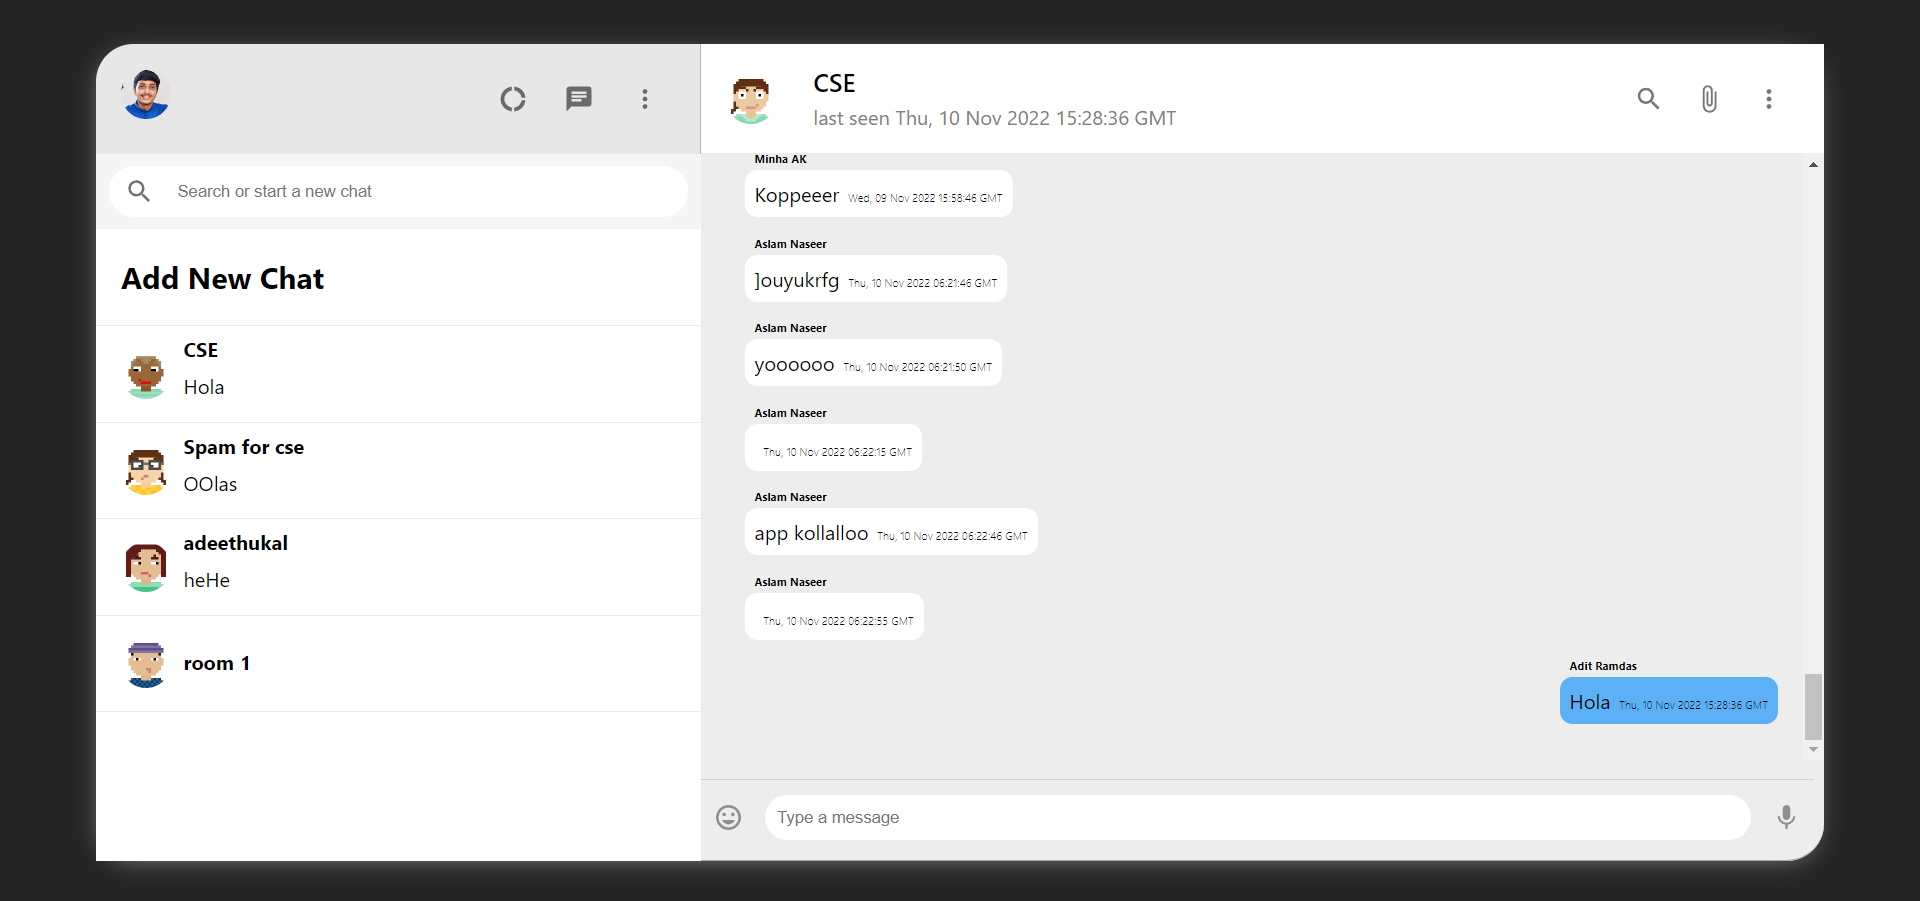 Search or start a new chat
Add New Chat
CSE
Hola
Spam for cse
OOlas
adeethukal
heHe
room 1
CSE
last seen Thu, 10 Nov 2022 15:28:36 GMT
Minha AK
Koppeeer Wed, 09 Nov 2022 15:58:46 GMT
Aslam Naseer
]ouyukrfg Thu, 10 Nov 2022 06:21:46 GMT
Aslam Naseer
yoooooo Thu, 10 Nov 2022 06:21:50 GMT
Aslam Naseer
Thu, 10 Nov 2022 06:22:15 GMT
Aslam Naseer
app kollalloo Thu, 10 Nov 2022 06:22:46 GMT
Aslam Naseer
Thu, 10 Nov 2022 06:22:55 GMT
Adit Ramdas
Hola Thu, 10 Nov 2022 15:28:36 GMT
Type a message